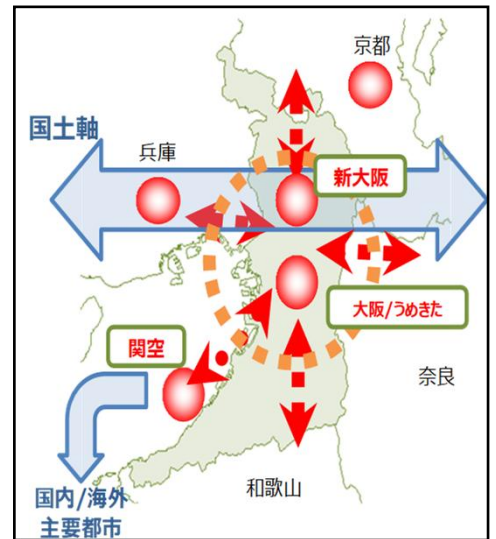 京都
国土軸
兵庫
新大阪
大阪/うめきた
関空
奈良
和歌山
国内/海外
主要都市